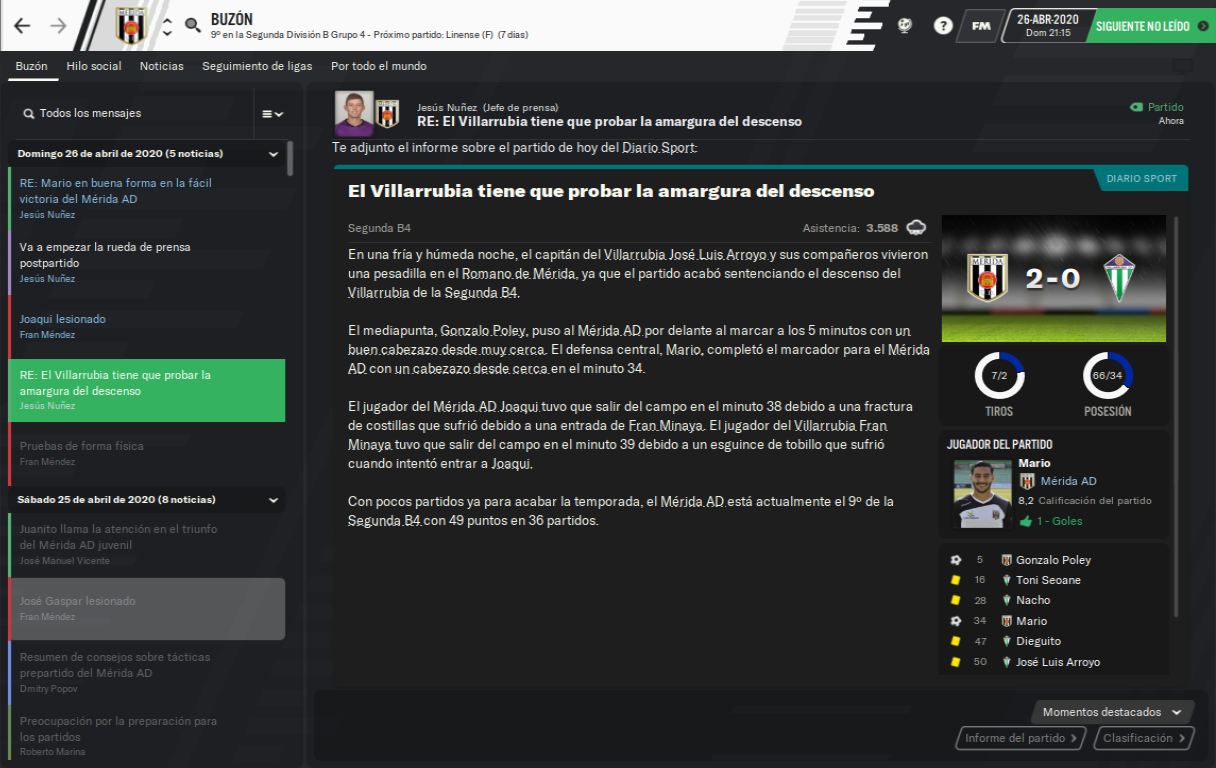 BUZÓN
9º en la Segunda División B Grupo 4 - Próximo partido: Linense (F) (7 días)
?
FM
26-ABR-2020
Dom 21:15
SIGUIENTE NO LEÍDO
Buzón
Hilo social
Noticias
Seguimiento de ligas
Por todo el mundo
Todos los mensajes
Domingo 26 de abril de 2020 (5 noticias)
RE: Mario en buena forma en la fácil
victoria del Mérida AD
Jesús Nuñez
Va a empezar la rueda de prensa
postpartido
Jesús Nuñez
Joaqui lesionado
Fran Méndez
RE: El Villarrubia tiene que probar la
amargura del descenso
Jesús Nuñez
Pruebas de forma física
Fran Méndez
Sábado 25 de abril de 2020 (8 noticias)
Juanito llama la atención en el triunfo
del Mérida AD juvenil
José Manuel Vicente
José Gaspar lesionado
Fran Méndez
Resumen de consejos sobre tácticas
prepartido del Mérida AD
Dmitry Popov
Preocupación por la preparación para
los partidos
Roberto Marina
Jesús Nuñez (Jefe de prensa)
RE: El Villarrubia tiene que probar la amargura del descenso
Partido
Ahora
Te adjunto el informe sobre el partido de hoy del Diario Sport:
DIARIO SPORT
El Villarrubia tiene que probar la amargura del descenso
Segunda B4
Asistencia: 3.588
En una fría y húmeda noche, el capitán del Villarrubia José Luis Arroyo y sus compañeros vivieron
una pesadilla en el Romano de Mérida, ya que el partido acabó sentenciando el descenso del
Villarrubia de la Segunda B4.
El mediapunta, Gonzalo Poley, puso al Mérida AD por delante al marcar a los 5 minutos con un
buen cabezazo desde muy cerca. El defensa central, Mario, completó el marcador para el Mérida
AD con un cabezazo desde cerca en el minuto 34.
El jugador del Mérida AD Joaqui tuvo que salir del campo en el minuto 38 debido a una fractura
de costillas que sufrió debido a una entrada de Fran Minaya. El jugador del Villarrubia Fran
Minaya tuvo que salir del campo en el minuto 39 debido a un esguince de tobillo que sufrió
cuando intentó entrar a Joaqui.
Con pocos partidos ya para acabar la temporada, el Mérida AD está actualmente el 9º de la
Segunda B4 con 49 puntos en 36 partidos.
MÉRIDA
2-0
7/2
TIROS
66/34
POSESIÓN
JUGADOR DEL PARTIDO
Mario
Mérida AD
8,2 Calificación del partido
1 - Goles
5 Gonzalo Poley
16 Toni Seoane
28 Nacho
34 Mario
47 Dieguito
50 José Luis Arroyo
Momentos destacados
Informe del partido
Clasificación